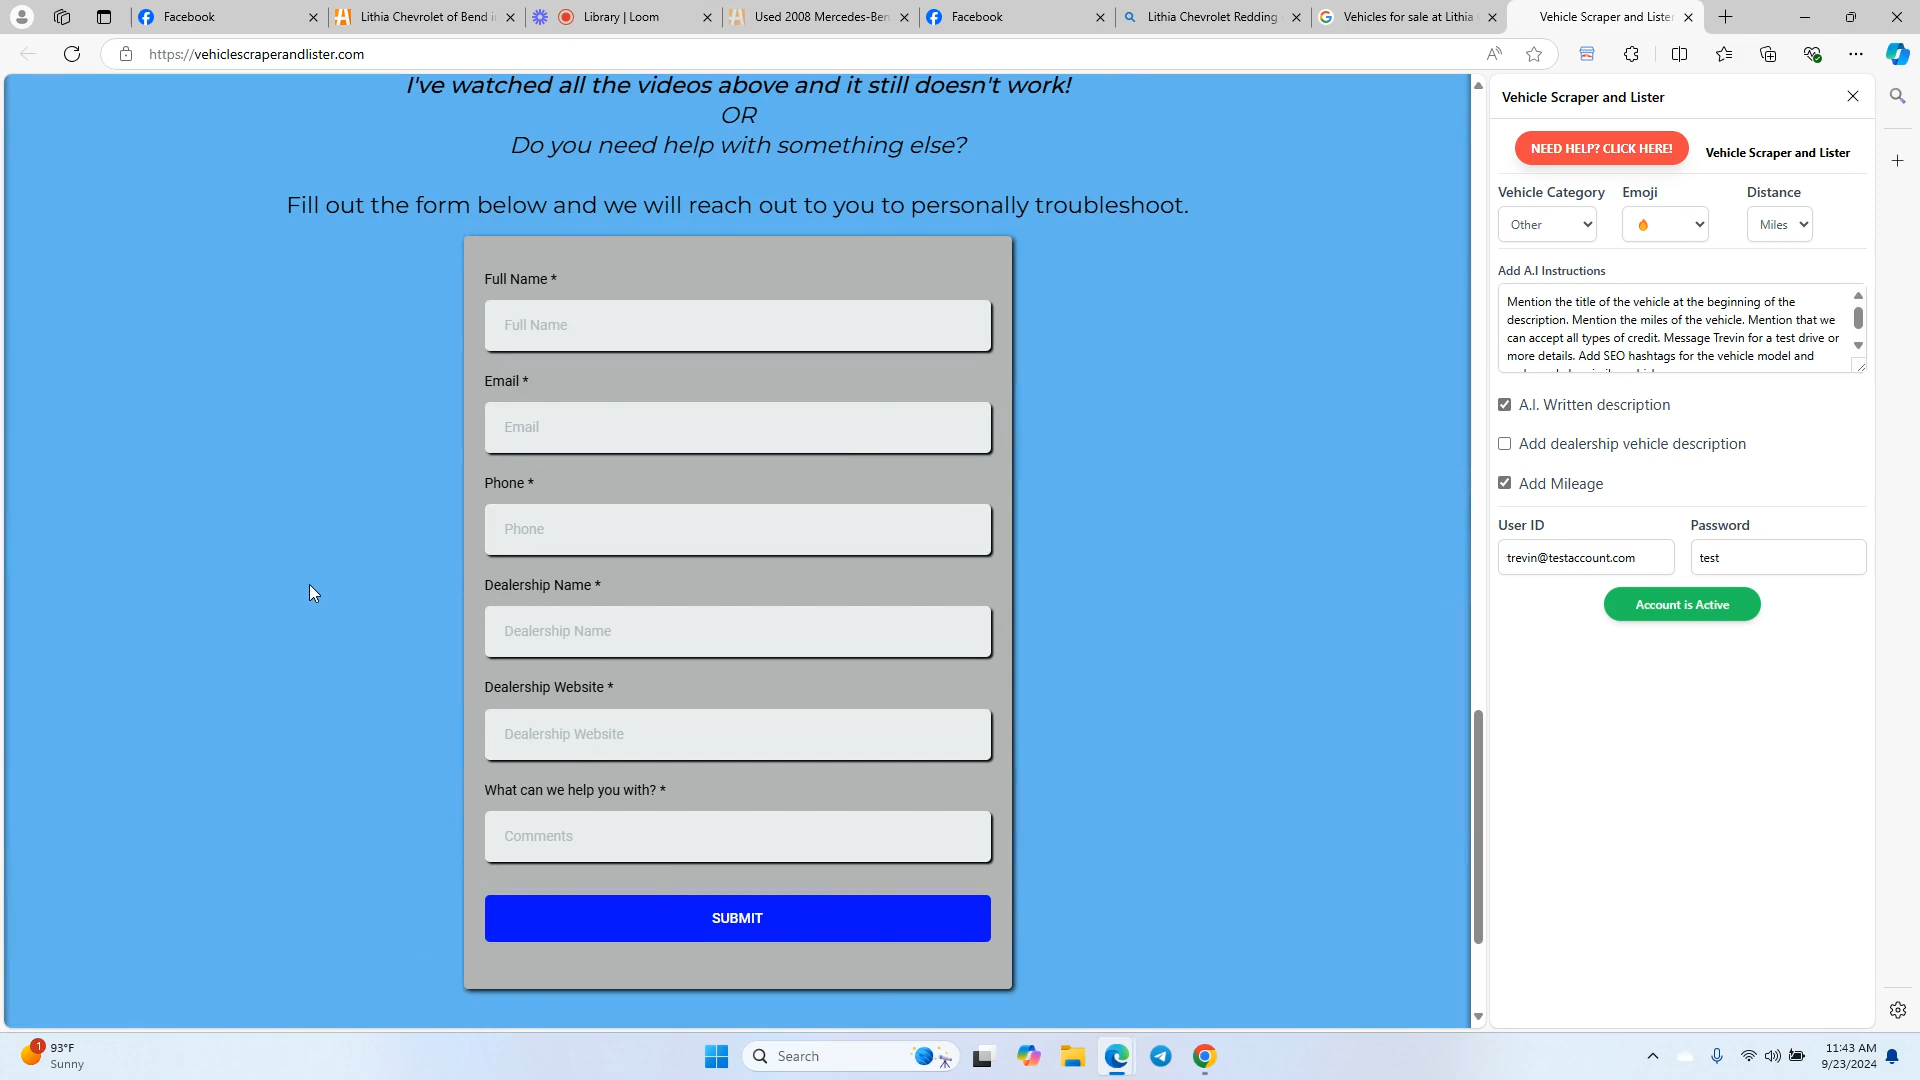 Facebook
Lithia Chevrolet of Bend i
Library | Loom
Used 2008 Mercedes-Ben
Facebook
Lithia Chevrolet Redding
Vehicles for sale at Lithia
Vehicle Scraper and Lister
https://vehiclescraperandlister.com
I've watched all the videos above and it still doesn't work!
OR
Do you need help with something else?
Fill out the form below and we will reach out to you to personally troubleshoot.
Full Name *
Full Name
Email *
Email
Phone *
Phone
Dealership Name *
Dealership Name
Dealership Website *
Dealership Website
What can we help you with? *
Comments
SUBMIT
Vehicle Scraper and Lister
NEED HELP? CLICK HERE!
Vehicle Scraper and Lister
Vehicle Category Emoji Distance
Other Miles
Add A.I Instructions
Mention the title of the vehicle at the beginning of the
description. Mention the miles of the vehicle. Mention that we
can accept all types of credit. Message Trevin for a test drive or
more details. Add SEO hashtags for the vehicle model and
A.I. Written description
Add dealership vehicle description
Add Mileage
User ID Password
trevin@testaccount.com test
Account is Active
1
93°F
Sunny
Search
11:43 AM
9/23/2024